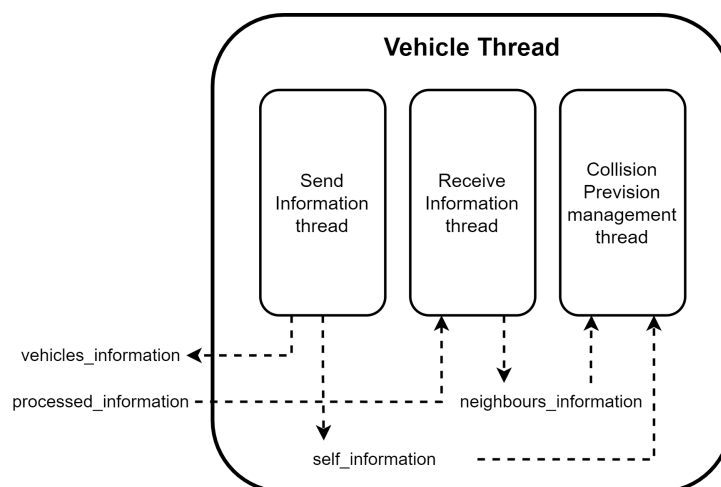 Vehicle Thread
Send
Information
thread
Receive
Information
thread
Collision
Prevision
management
thread
vehicles_information
processed_information
neighbours_information
self_information